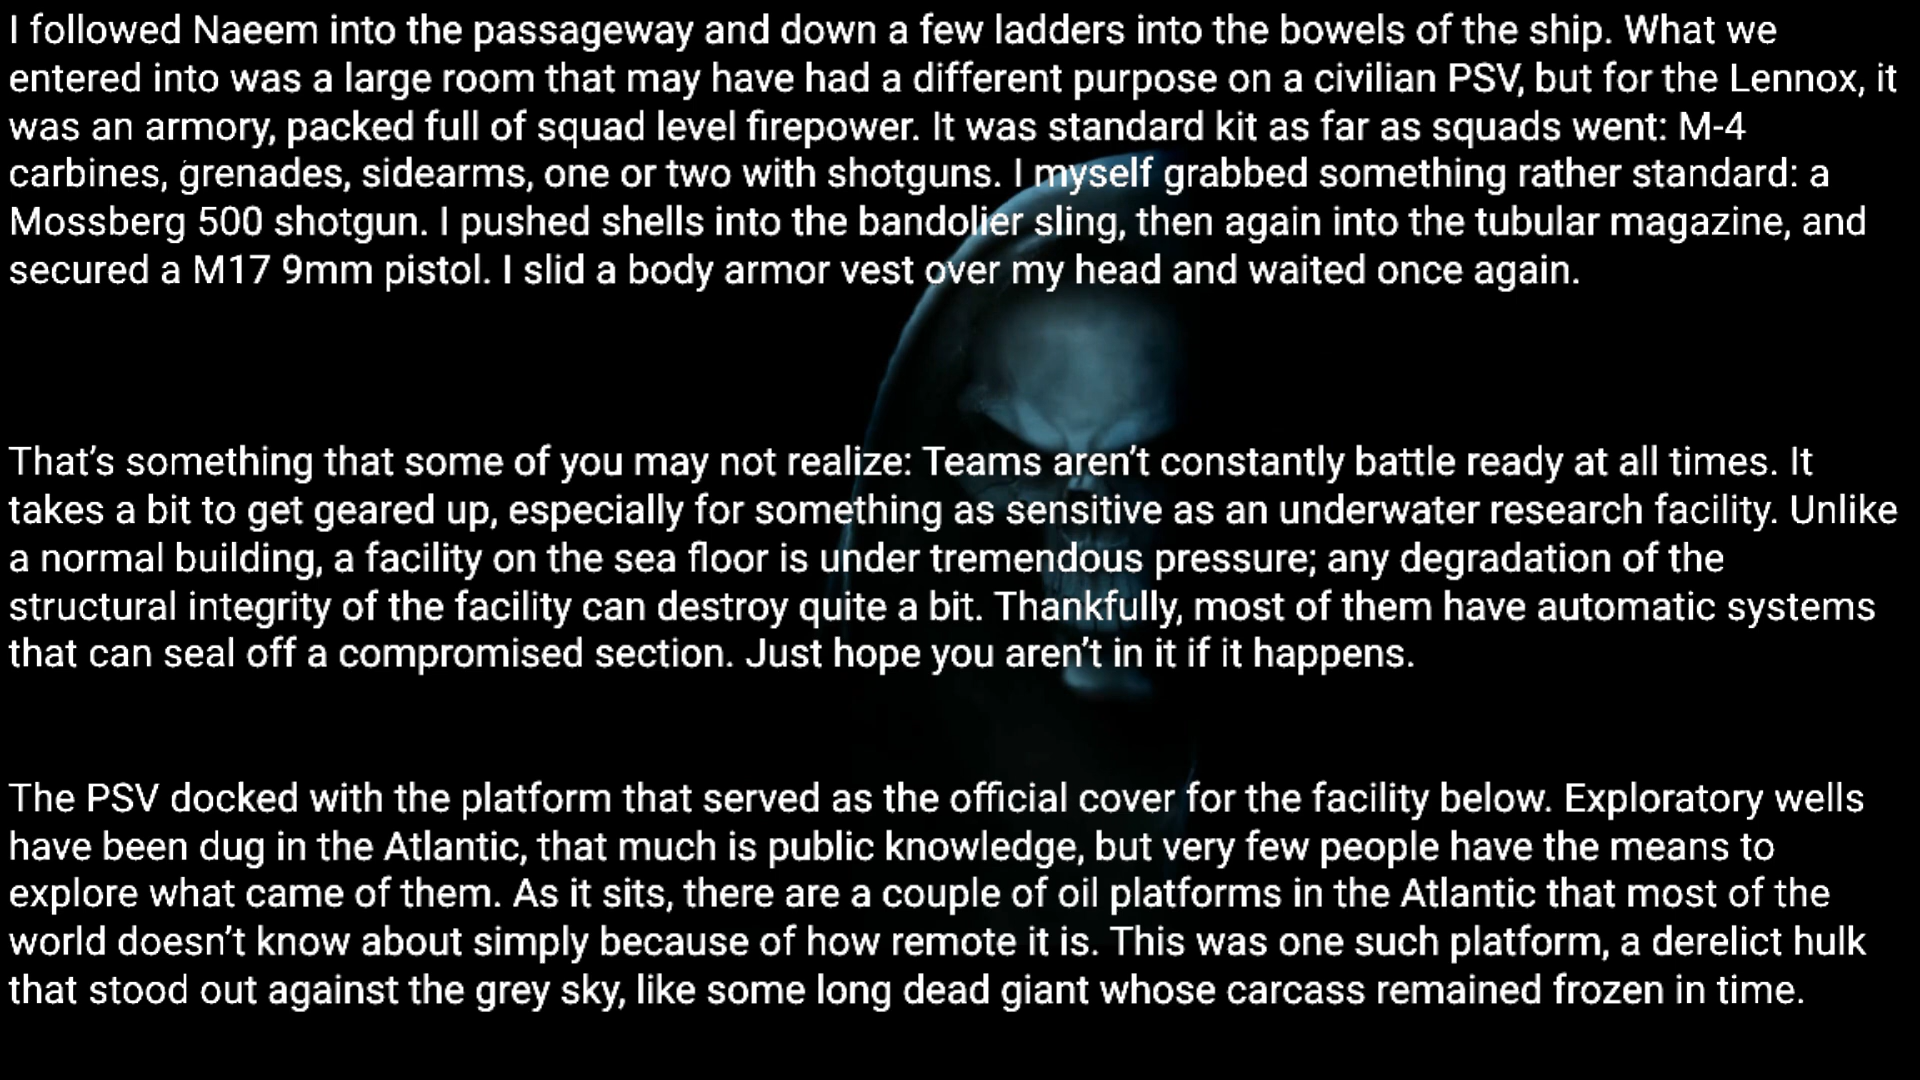 I followed Naeem into the passageway and down a few ladders into the bowels of the ship. What we
entered into was a large room that may have had a different purpose on a civilian PSV, but for the Lennox, it
was an armory, packed full of squad level firepower. It was standard kit as far as squads went: M-4
carbines, grenades, sidearms, one or two with shotguns. I myself grabbed something rather standard: a
Mossberg 500 shotgun. I pushed shells into the bandolier sling, then again into the tubular magazine, and
secured a M17 9mm pistol. I slid a body armor vest over my head and waited once again.
That’s something that some of you may not realize: Teams aren’t constantly battle ready at all times. It
takes a bit to get geared up, especially for something as sensitive as an underwater research facility. Unlike
a normal building, a facility on the sea floor is under tremendous pressure; any degradation of the
structural integrity of the facility can destroy quite a bit. Thankfully, most of them have automatic systems
that can seal off a compromised section. Just hope you aren’t in it if it happens.
The PSV docked with the platform that served as the official cover for the facility below. Exploratory wells
have been dug in the Atlantic, that much is public knowledge, but very few people have the means to
explore what came of them. As it sits, there are a couple of oil platforms in the Atlantic that most of the
world doesn’t know about simply because of how remote it is. This was one such platform, a derelict hulk
that stood out against the grey sky, like some long dead giant whose carcass remained frozen in time.